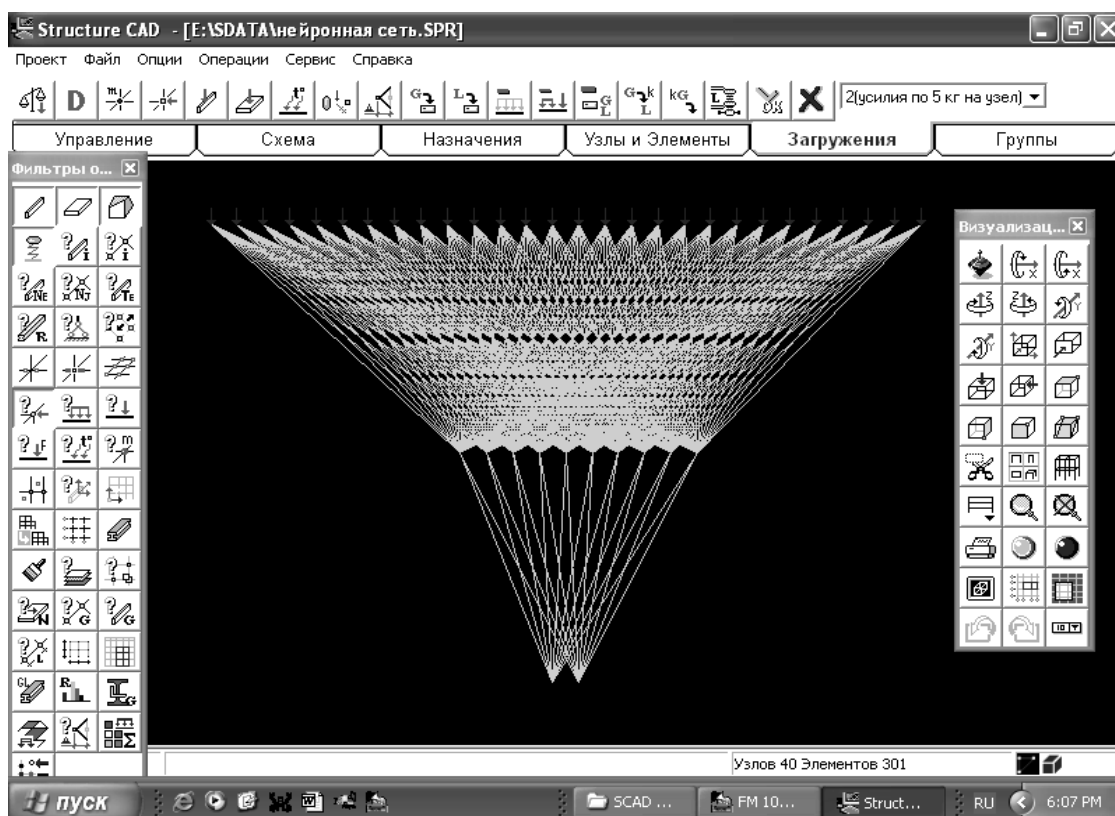 Structure CAD - [E:\SDATA\нейронная сеть.SPR]
Проект Файл Опции Операции Сервис Справка
2(усилия по 5 кг на узел)
Управление Схема Назначения Узлы и Элементы Загружения Группы
Фильтры о...
Визуализац...
Узлов 40 Элементов 301
пуск SCAD ... FM 10... Struct... RU 6:07 PM